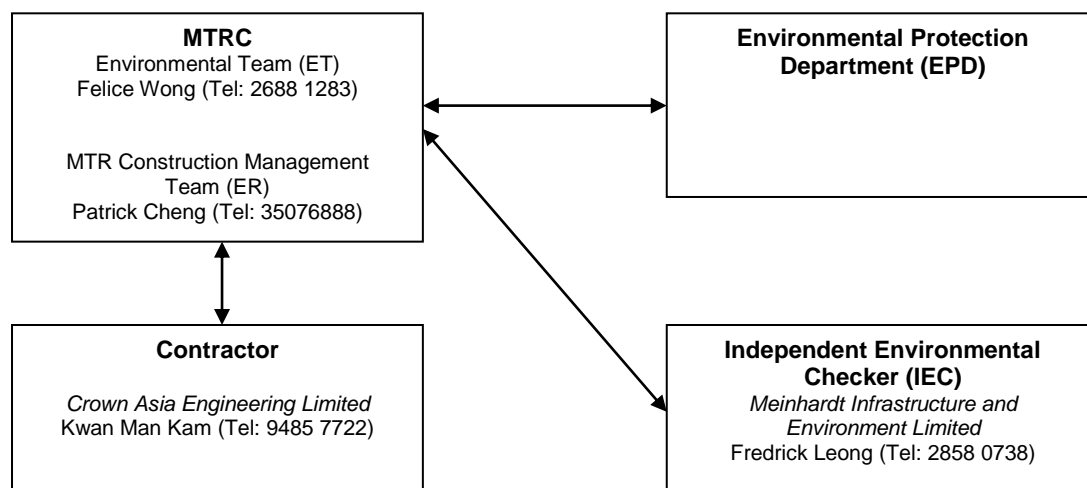 MTRC
Environmental Team (ET)
Felice Wong (Tel: 2688 1283)
MTR Construction Management
Team (ER)
Patrick Cheng (Tel: 35076888)
Environmental Protection
Department (EPD)
Contractor
Crown Asia Engineering Limited
Kwan Man Kam (Tel: 9485 7722)
Independent Environmental
Checker (IEC)
Meinhardt Infrastructure and
Environment Limited
Fredrick Leong (Tel: 2858 0738)